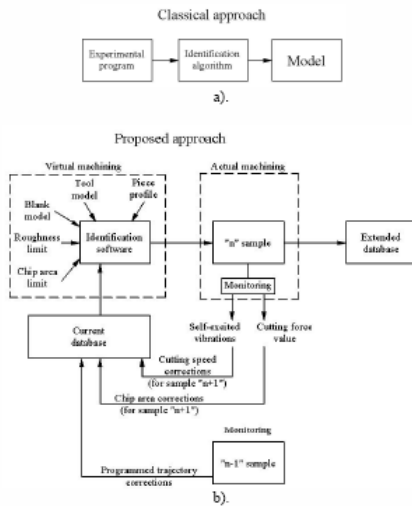 Classical approach
Experimental
program
Identification
algorithm
Model
a).
Proposed approach
Virtual machining
Actual machining
Tool
model
Piece
profile
Blank
model
Roughness
limit
Chip area
limit
Identification
software
"n" sample
Extended
database
Monitoring
Self-excited
vibrations
Cutting force
value
Current
database
Cutting speed
corrections
(for sample "n+1")
Chip area corrections
(for sample "n+1")
Monitoring
"n-1" sample
Programmed trajectory
corrections
b).